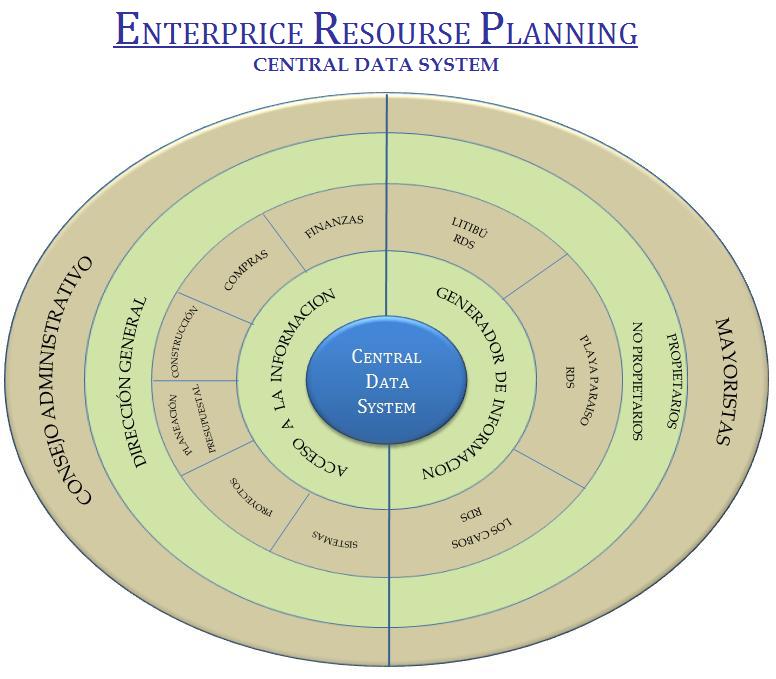 ENTERPRICE RESOURSE PLANNING
CENTRAL DATA SYSTEM
CONSEJO ADMINISTRATIVO
DIRECCIÓN GENERAL
FINANZAS
COMPRAS
CONSTRUCCIÓN
PLANEACIÓN
PRESUPUESTAL
PROYECTOS
SISTEMAS
ACCESO A LA INFORMACION
CENTRAL
DATA
SYSTEM
GENERADOR DE INFORMACION
LITIBÚ
RDS
PLAYA PARAISO
RDS
LOS CABOS
RDS
NO PROPIETARIOS
PROPIETARIOS
MAYORISTAS